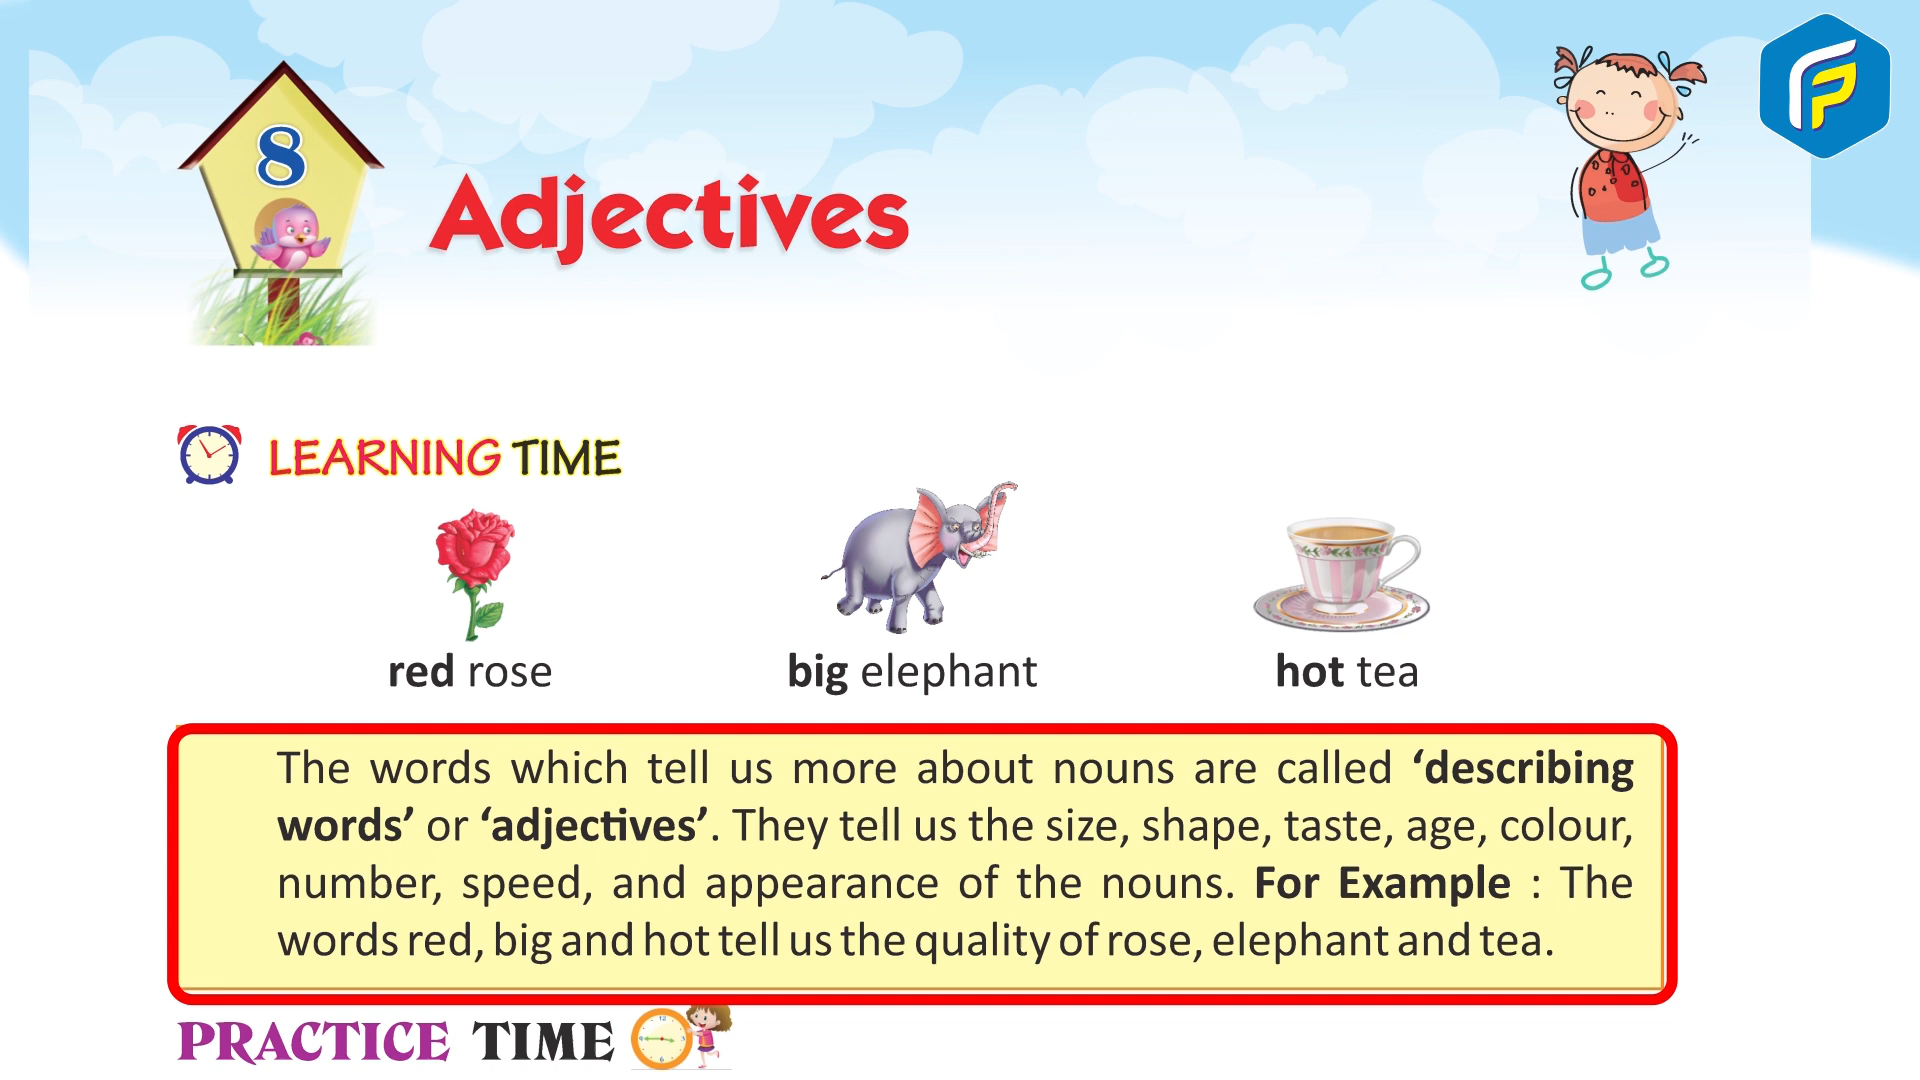 8
Adjectives
LEARNING TIME
red rose
big elephant
hot tea
The words which tell us more about nouns are called ‘describing
words’ or ‘adjectives’. They tell us the size, shape, taste, age, colour,
number, speed, and appearance of the nouns. For Example : The
words red, big and hot tell us the quality of rose, elephant and tea.
PRACTICE TIME